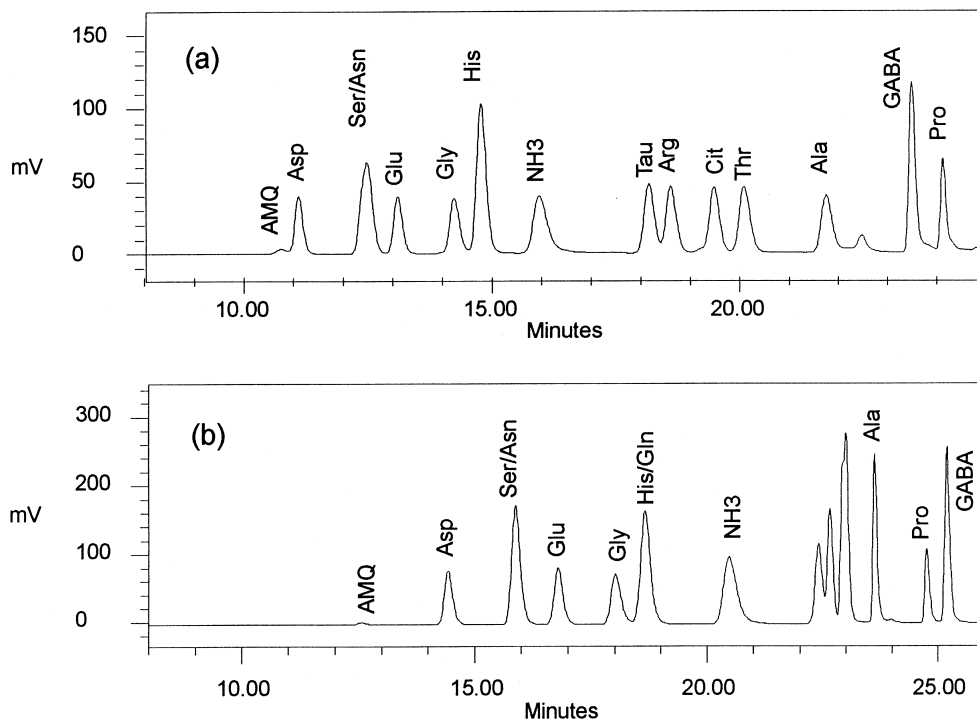 (a)
150
100
50
0
mV
AMQ
Asp
Ser/Asn
Glu
Gly
His
NH3
Tau
Arg
Cit
Thr
Ala
GABA
Pro
10.00 15.00 20.00
Minutes
(b)
300
200
100
0
mV
AMQ
Asp
Ser/Asn
Glu
Gly
His/Gln
NH3
Ala
Pro
GABA
10.00 15.00 20.00 25.00
Minutes